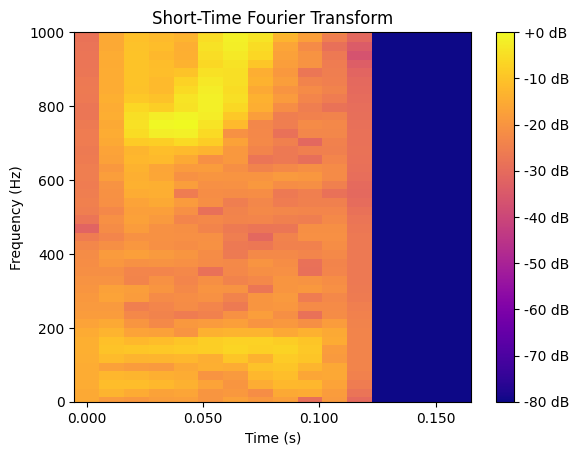 Short-Time Fourier Transform
1000
800
600
400
200
0
Frequency (Hz)
0.000
0.050
0.100
0.150
Time (s)
+0 dB
-10 dB
-20 dB
-30 dB
-40 dB
-50 dB
-60 dB
-70 dB
-80 dB